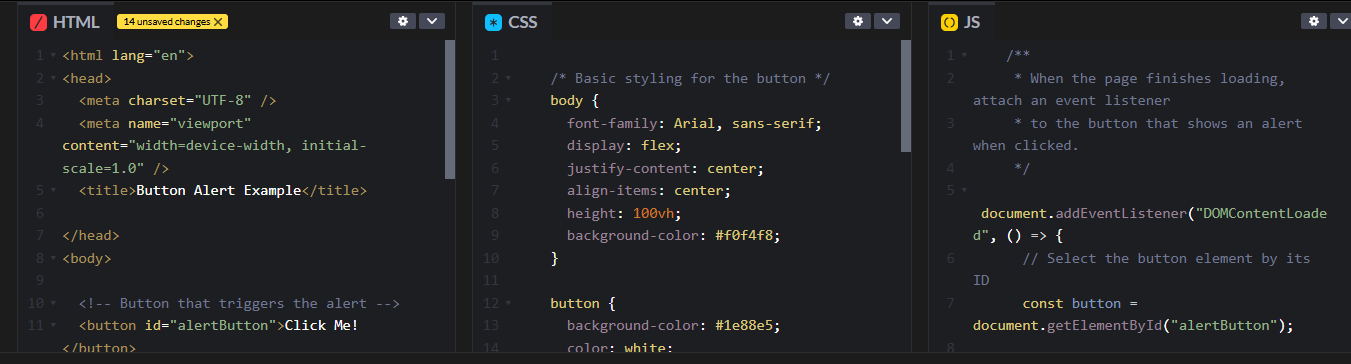 HTML
14 unsaved changes X
1 <html lang="en">
2 <head>
3 <meta charset="UTF-8" />
4 <meta name="viewport"
content="width=device-width, initial-
scale=1.0" />
5 <title>Button Alert Example</title>
6
7 </head>
8 <body>
9
10 <!-- Button that triggers the alert -->
11 <button id="alertButton">Click Me!
</button>
CSS
1
2 /* Basic styling for the button */
3 body {
4 font-family: Arial, sans-serif;
5 display: flex;
6 justify-content: center;
7 align-items: center;
8 height: 100vh;
9 background-color: #f0f4f8;
10 }
11
12 button {
13 background-color: #1e88e5;
14 color: white;
JS
1 /**
2 * When the page finishes loading,
attach an event listener
3 * to the button that shows an alert
when clicked.
4 */
5
document.addEventListener("DOMContentLoade
d", () => {
6 // Select the button element by its
ID
7 const button =
document.getElementById("alertButton");
8